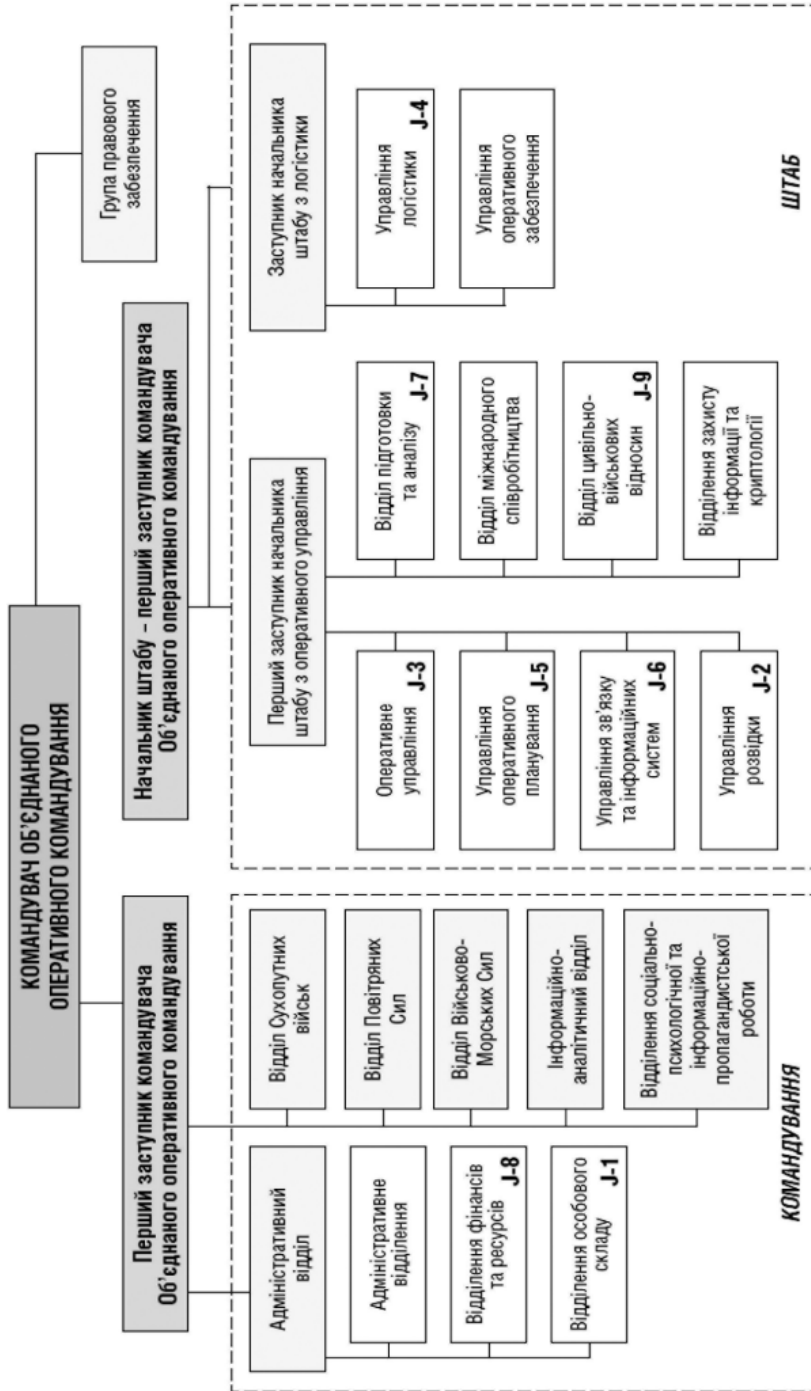 КОМАНДУВАЧ ОБ’ЄДНАНОГО
ОПЕРАТИВНОГО КОМАНДУВАННЯ
Група правового
забезпечення
Перший заступник командувача
Об’єднаного оперативного командування
Начальник штабу – перший заступник командувача
Об’єднаного оперативного командування
Адміністративний
відділ
Адміністративне
відділення
Відділення фінансів
та ресурсів
J-8
Відділення особового
складу
J-1
Відділ Сухопутних
військ
Відділ Повітряних
Сил
Відділ Військово-
Морських Сил
Інформаційно-
аналітичний відділ
Відділення соціально-
психологічної та
інформаційно-
пропагандистської
роботи
КОМАНДУВАННЯ
Перший заступник начальника
штабу з оперативного управління
Оперативне
управління
J-3
Управління
оперативного
планування
J-5
Управління зв’язку
та інформаційних
систем
J-6
Управління
розвідки
J-2
Відділ підготовки
та аналізу
J-7
Відділ міжнародного
співробітництва
Відділ цивільно-
військових
відносин
J-9
Відділення захисту
інформації та
криптології
Заступник начальника
штабу з логістики
Управління
логістики
J-4
Управління
оперативного
забезпечення
ШТАБ